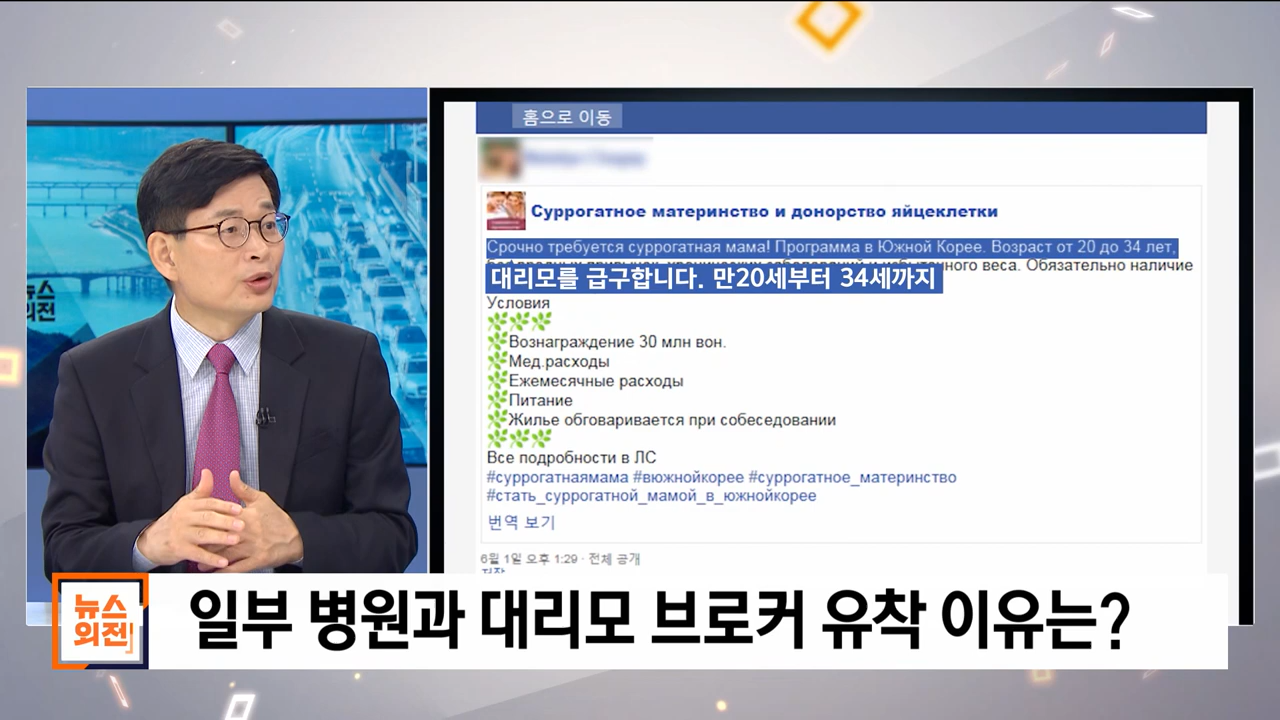 홈으로 이동
Суррогатное материнство и донорство яйцеклетки
Срочно требуется суррогатная мама! Программа в Южной Корее. Возраст от 20 до 34 лет,
веса. Обязательно наличие
대리모를 급구합니다. 만20세부터 34세까지
Условия
Вознаграждение 30 млн вон.
Мед.расходы
Ежемесячные расходы
Питание
Жилье обговаривается при собеседовании
Все подробности в ЛС
#суррогатнаямама #вюжнойкорее #суррогатное_материнство
#стать_суррогатной_мамой_в_южнойкорее
번역 보기
6월 1일 오후 1:29 · 전체 공개
뉴스
의전
뉴스
외전
일부 병원과 대리모 브로커 유착 이유는?